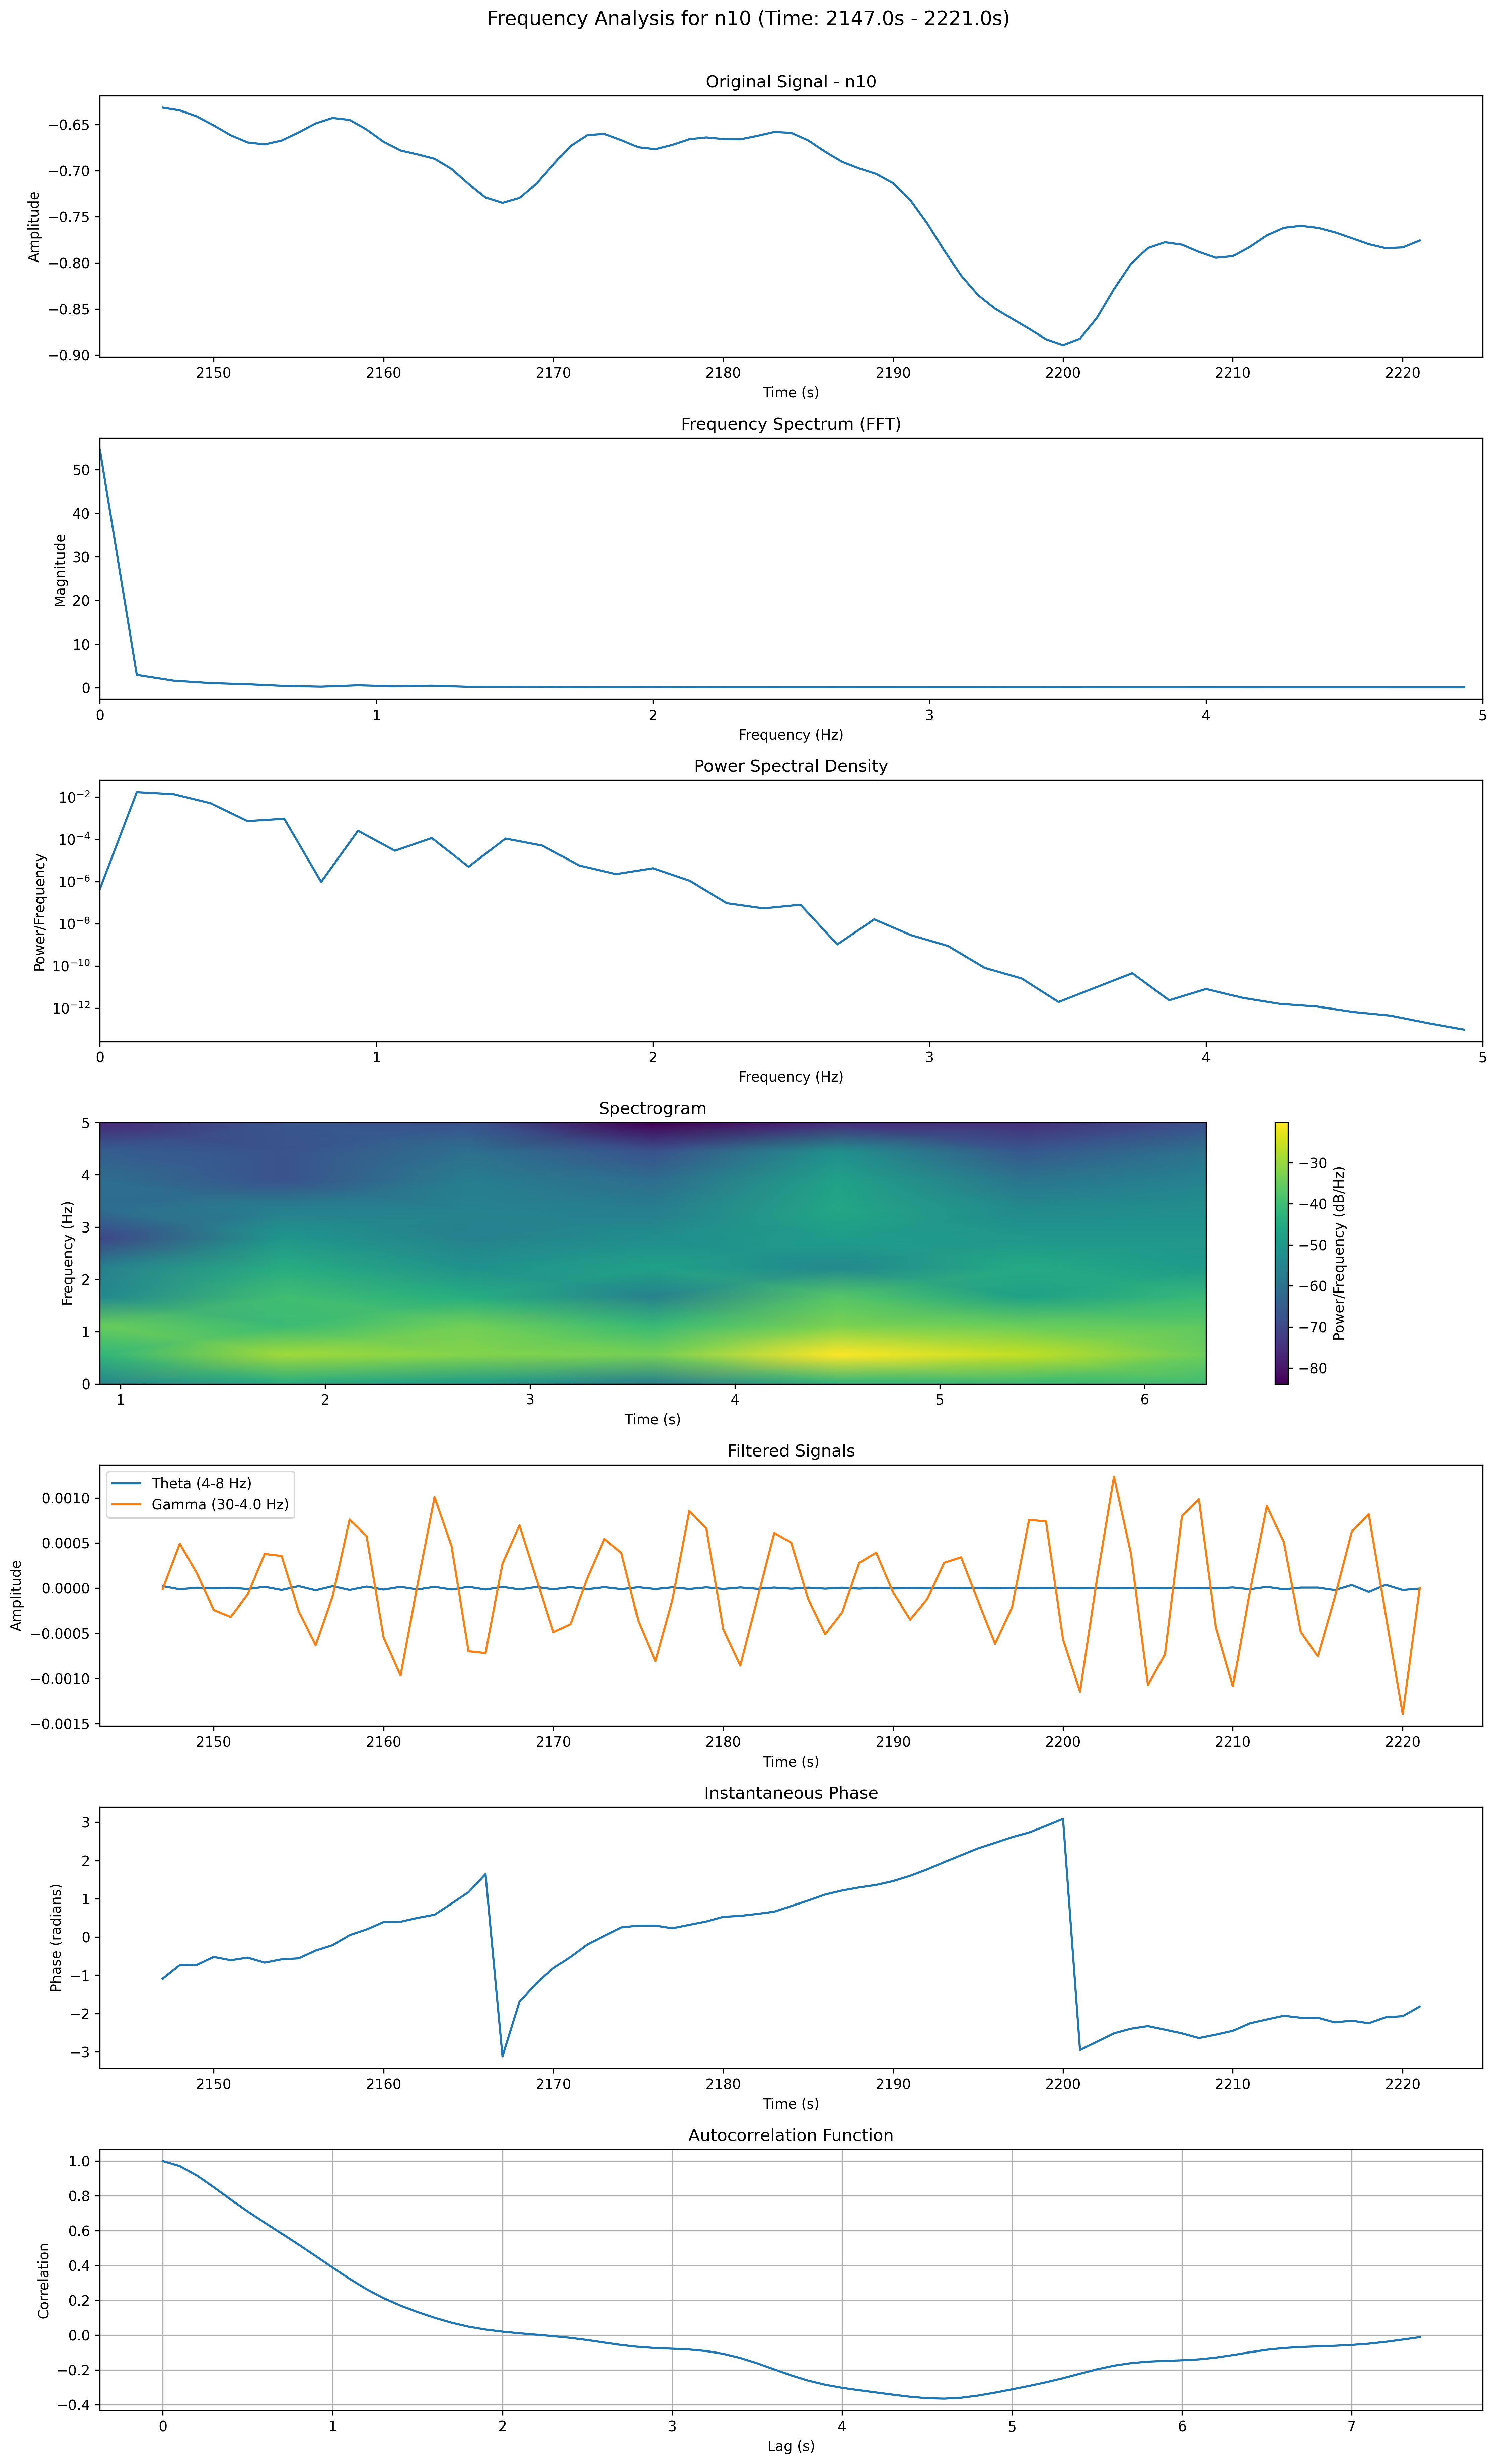 Frequency Analysis for n10 (Time: 2147.0s - 2221.0s)
Original Signal - n10
Amplitude
−0.65
−0.70
−0.75
−0.80
−0.85
−0.90
2150 2160 2170 2180 2190 2200 2210 2220
Time (s)
Frequency Spectrum (FFT)
Magnitude
50
40
30
20
10
0
0 1 2 3 4 5
Frequency (Hz)
Power Spectral Density
Power/Frequency
10⁻²
10⁻⁴
10⁻⁶
10⁻⁸
10⁻¹⁰
10⁻¹²
0 1 2 3 4 5
Frequency (Hz)
Spectrogram
Frequency (Hz)
5
4
3
2
1
0
1 2 3 4 5 6
Time (s)
−30
−40
−50
−60
−70
−80
Power/Frequency (dB/Hz)
Filtered Signals
Theta (4-8 Hz)
Gamma (30-4.0 Hz)
Amplitude
0.0010
0.0005
0.0000
−0.0005
−0.0010
−0.0015
2150 2160 2170 2180 2190 2200 2210 2220
Time (s)
Instantaneous Phase
Phase (radians)
3
2
1
0
−1
−2
−3
2150 2160 2170 2180 2190 2200 2210 2220
Time (s)
Autocorrelation Function
Correlation
1.0
0.8
0.6
0.4
0.2
0.0
−0.2
−0.4
0 1 2 3 4 5 6 7
Lag (s)